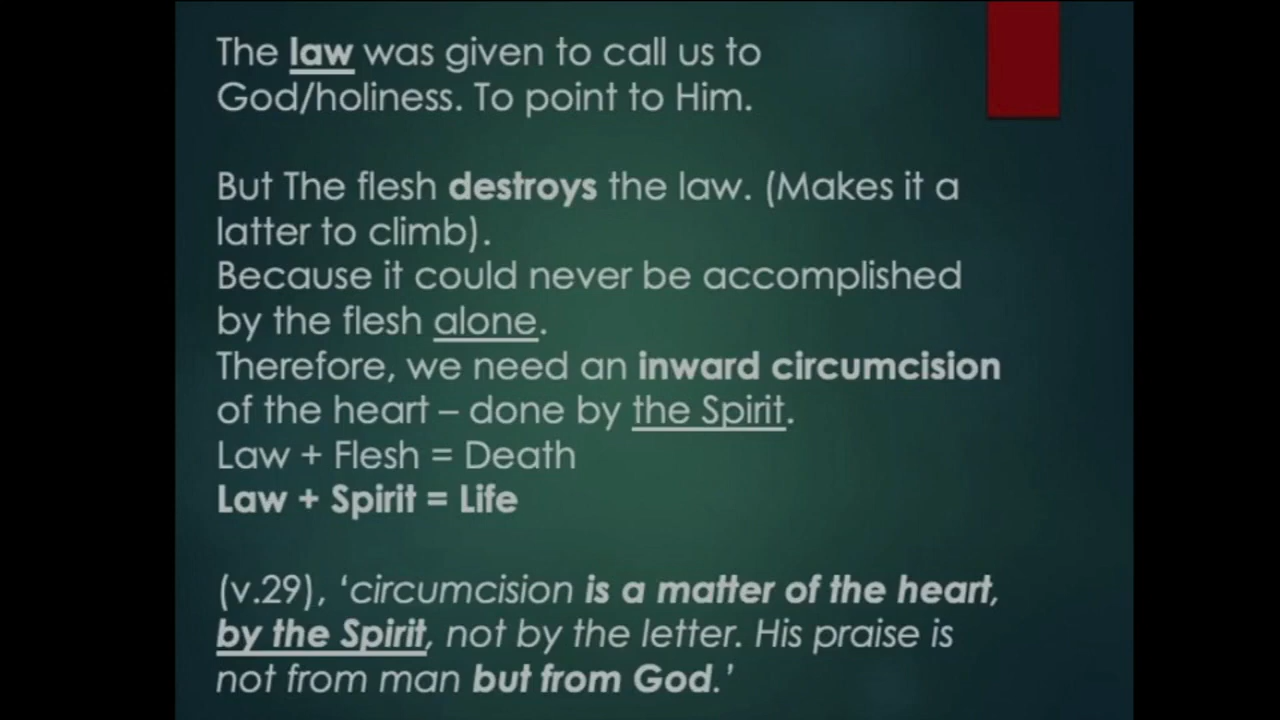 The law was given to call us to
God/holiness. To point to Him.
But The flesh destroys the law. (Makes it a
latter to climb).
Because it could never be accomplished
by the flesh alone.
Therefore, we need an inward circumcision
of the heart – done by the Spirit.
Law + Flesh = Death
Law + Spirit = Life
(v.29), ‘circumcision is a matter of the heart,
by the Spirit, not by the letter. His praise is
not from man but from God.’